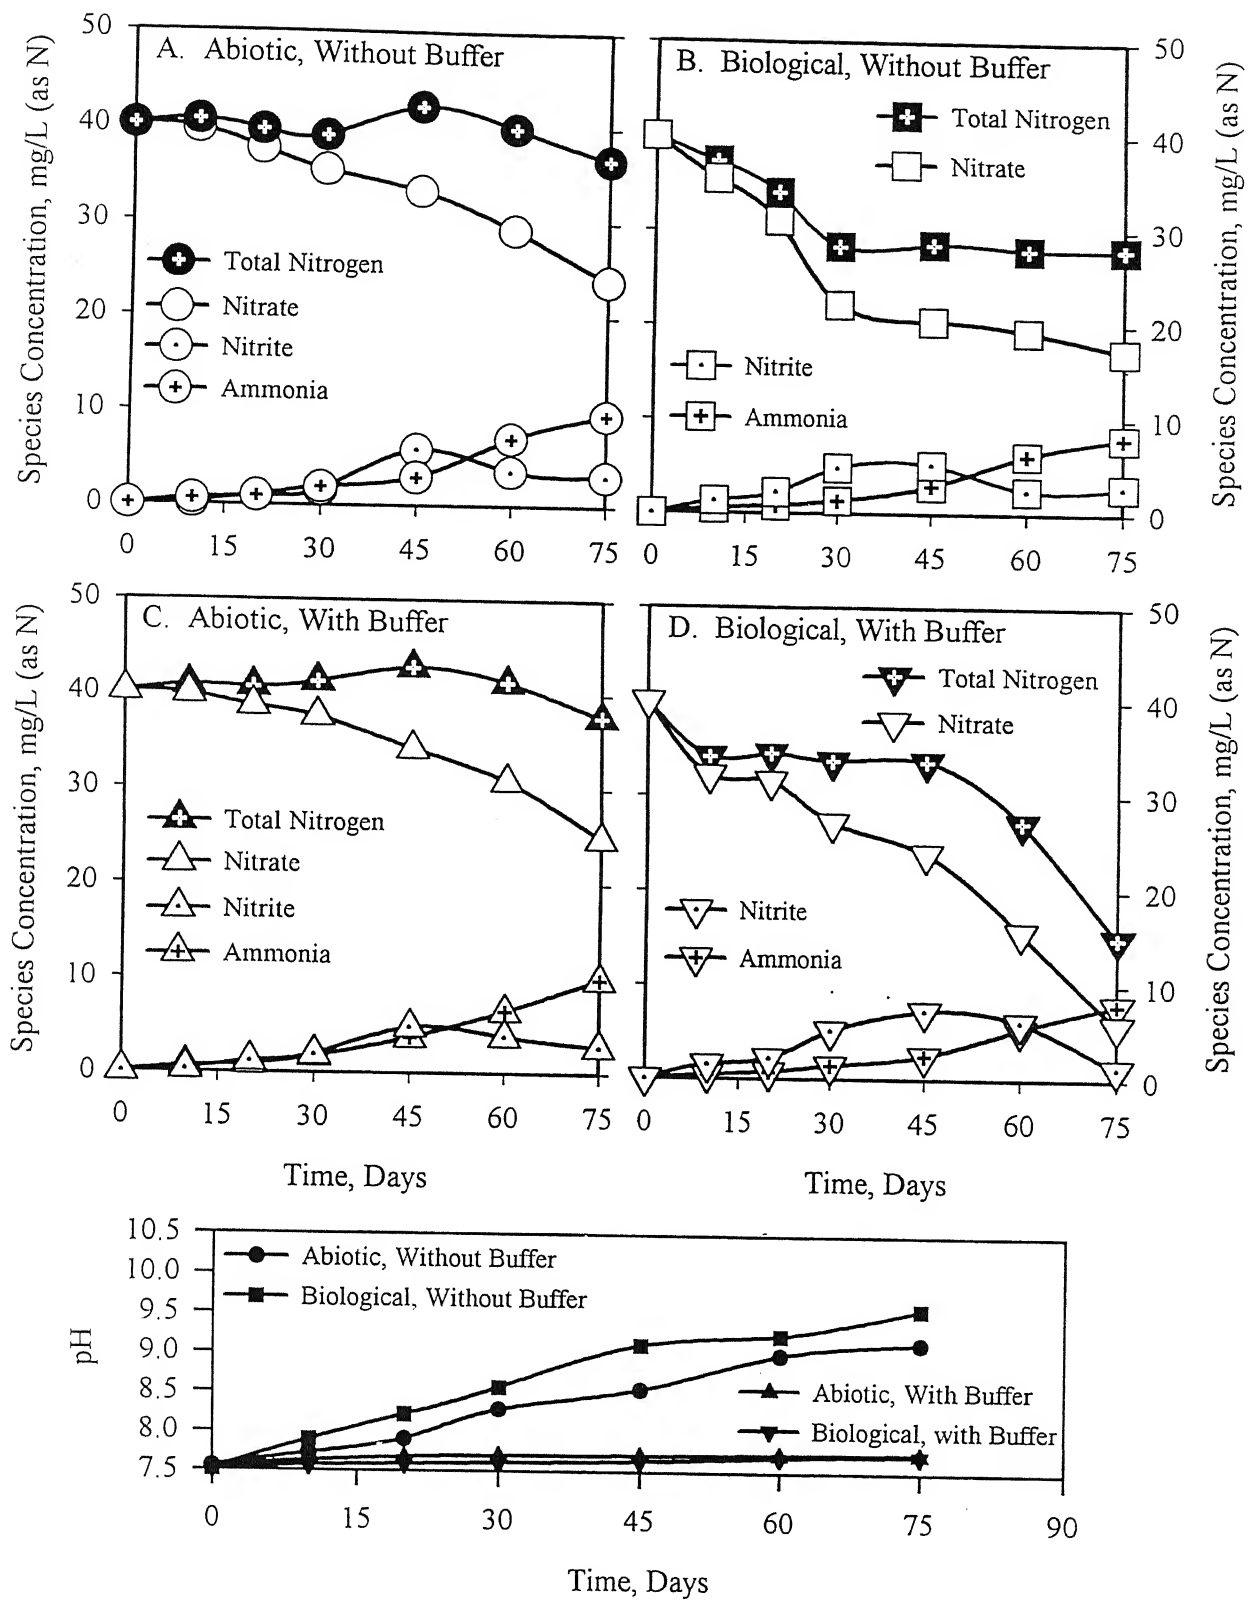 A. Abiotic, Without Buffer
Species Concentration, mg/L (as N)
50
40
30
20
10
0
Total Nitrogen
Nitrate
Nitrite
Ammonia
0 15 30 45 60 75
B. Biological, Without Buffer
Total Nitrogen
Nitrate
Nitrite
Ammonia
50
40
30
20
10
0
Species Concentration, mg/L (as N)
0 15 30 45 60 75
C. Abiotic, With Buffer
Species Concentration, mg/L (as N)
50
40
30
20
10
0
Total Nitrogen
Nitrate
Nitrite
Ammonia
0 15 30 45 60 75
Time, Days
D. Biological, With Buffer
Total Nitrogen
Nitrate
Nitrite
Ammonia
50
40
30
20
10
0
Species Concentration, mg/L (as N)
0 15 30 45 60 75
Time, Days
pH
10.5
10.0
9.5
9.0
8.5
8.0
7.5
Abiotic, Without Buffer
Biological, Without Buffer
Abiotic, With Buffer
Biological, with Buffer
0 15 30 45 60 75 90
Time, Days